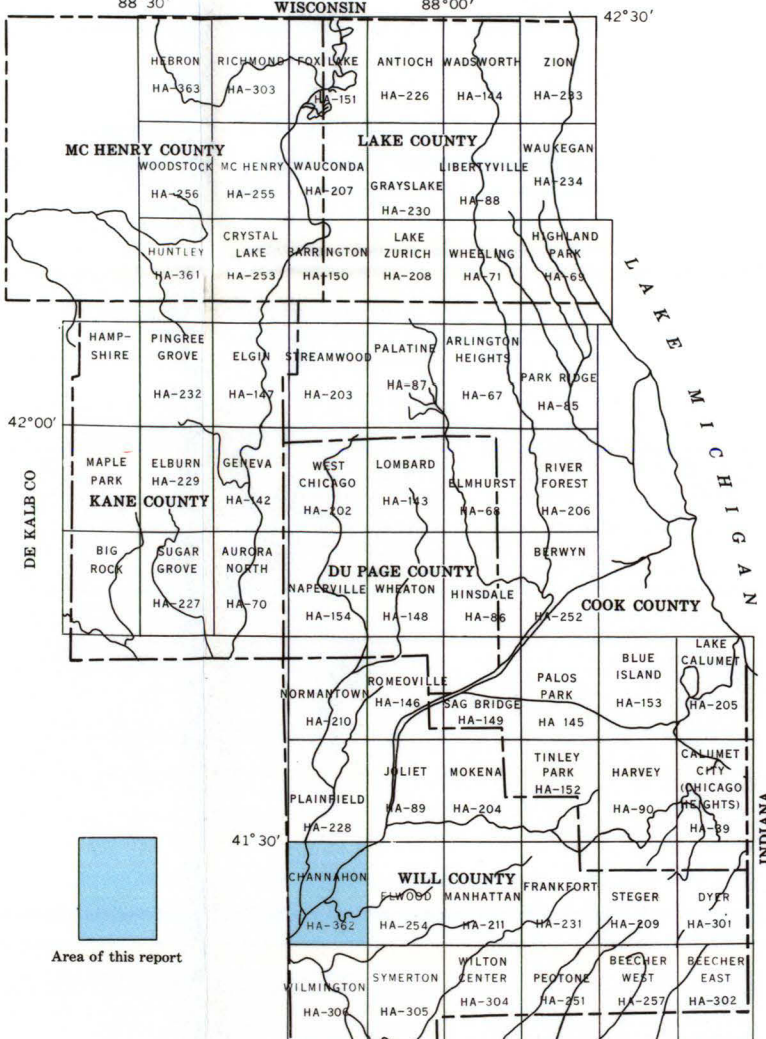 88°30'
WISCONSIN
88°00'
42°30'
HEBRON
HA-363
RICHMOND
HA-303
FOX LAKE
HA-151
ANTIOCH
HA-226
WADSWORTH
HA-144
ZION
HA-233
MC HENRY COUNTY
LAKE COUNTY
WOODSTOCK
HA-256
MC HENRY
HA-255
WAUCONDA
HA-207
GRAYSLAKE
HA-230
LIBERTYVILLE
HA-88
WAUKEGAN
HA-234
HUNTLEY
HA-361
CRYSTAL
LAKE
HA-253
BARRINGTON
HA-150
LAKE
ZURICH
HA-208
WHEELING
HA-71
HIGHLAND
PARK
HA-69
LAKE MICHIGAN
HAMP-
SHIRE
PINGREE
GROVE
HA-232
ELGIN
HA-147
STREAMWOOD
HA-203
PALATINE
HA-87
ARLINGTON
HEIGHTS
HA-67
PARK RIDGE
HA-85
42°00'
DE KALB CO
MAPLE
PARK
ELBURN
HA-229
GENEVA
HA-142
KANE COUNTY
WEST
CHICAGO
HA-202
LOMBARD
HA-143
ELMHURST
HA-68
RIVER
FOREST
HA-206
BIG
ROCK
SUGAR
GROVE
HA-227
AURORA
NORTH
HA-70
DU PAGE COUNTY
NAPERVILLE
HA-154
WHEATON
HA-148
HINSDALE
HA-86
BERWYN
HA-252
COOK COUNTY
NORMANTOWN
HA-210
ROMEOVILLE
HA-146
SAG BRIDGE
HA-149
PALOS
PARK
HA 145
BLUE
ISLAND
HA-153
LAKE
CALUMET
HA-205
PLAINFIELD
HA-228
JOLIET
HA-89
MOKENA
HA-204
TINLEY
PARK
HA-152
HARVEY
HA-90
CALUMET
CITY
(CHICAGO
HEIGHTS)
HA-39
INDIANA
41°30'
CHANNAHON
HA-362
WILL COUNTY
ELWOOD
HA-254
MANHATTAN
HA-211
FRANKFORT
HA-231
STEGER
HA-209
DYER
HA-301
Area of this report
WILMINGTON
HA-306
SYMERTON
HA-305
WILTON
CENTER
HA-304
PEOTONE
HA-251
BEECHER
WEST
HA-257
BEECHER
EAST
HA-302